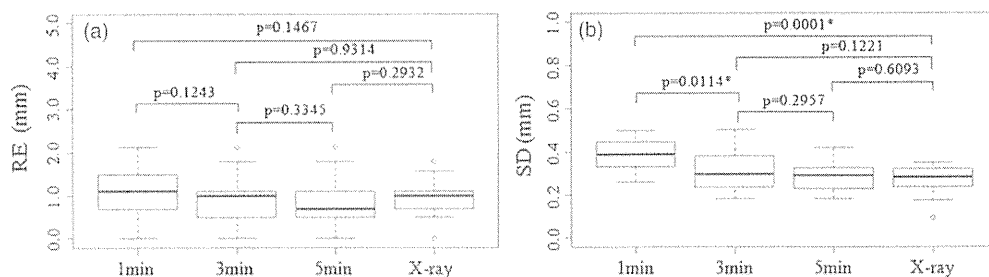 (a)
RE (mm)
5.0
4.0
3.0
2.0
1.0
0.0
p=0.1467
p=0.9314
p=0.2932
p=0.1243
p=0.3345
1min 3min 5min X-ray
(b)
SD (mm)
1.0
0.8
0.6
0.4
0.2
0.0
p=0.0001*
p=0.1221
p=0.6093
p=0.0114*
p=0.2957
1min 3min 5min X-ray